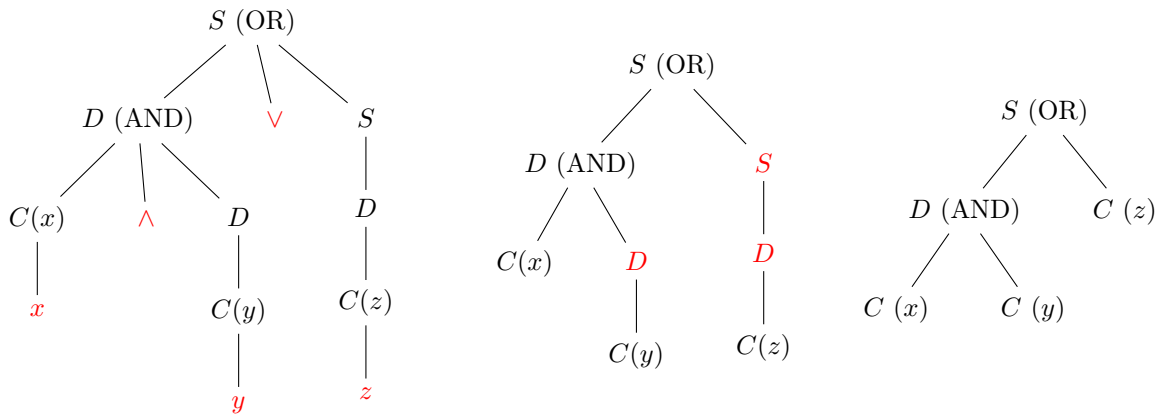 S (OR)
D (AND) ∨ S
C(x) ∧ D D
x C(y) C(z)
y z
S (OR)
D (AND) S
C(x) D D
C(y) C(z)
S (OR)
D (AND) C (z)
C (x) C (y)